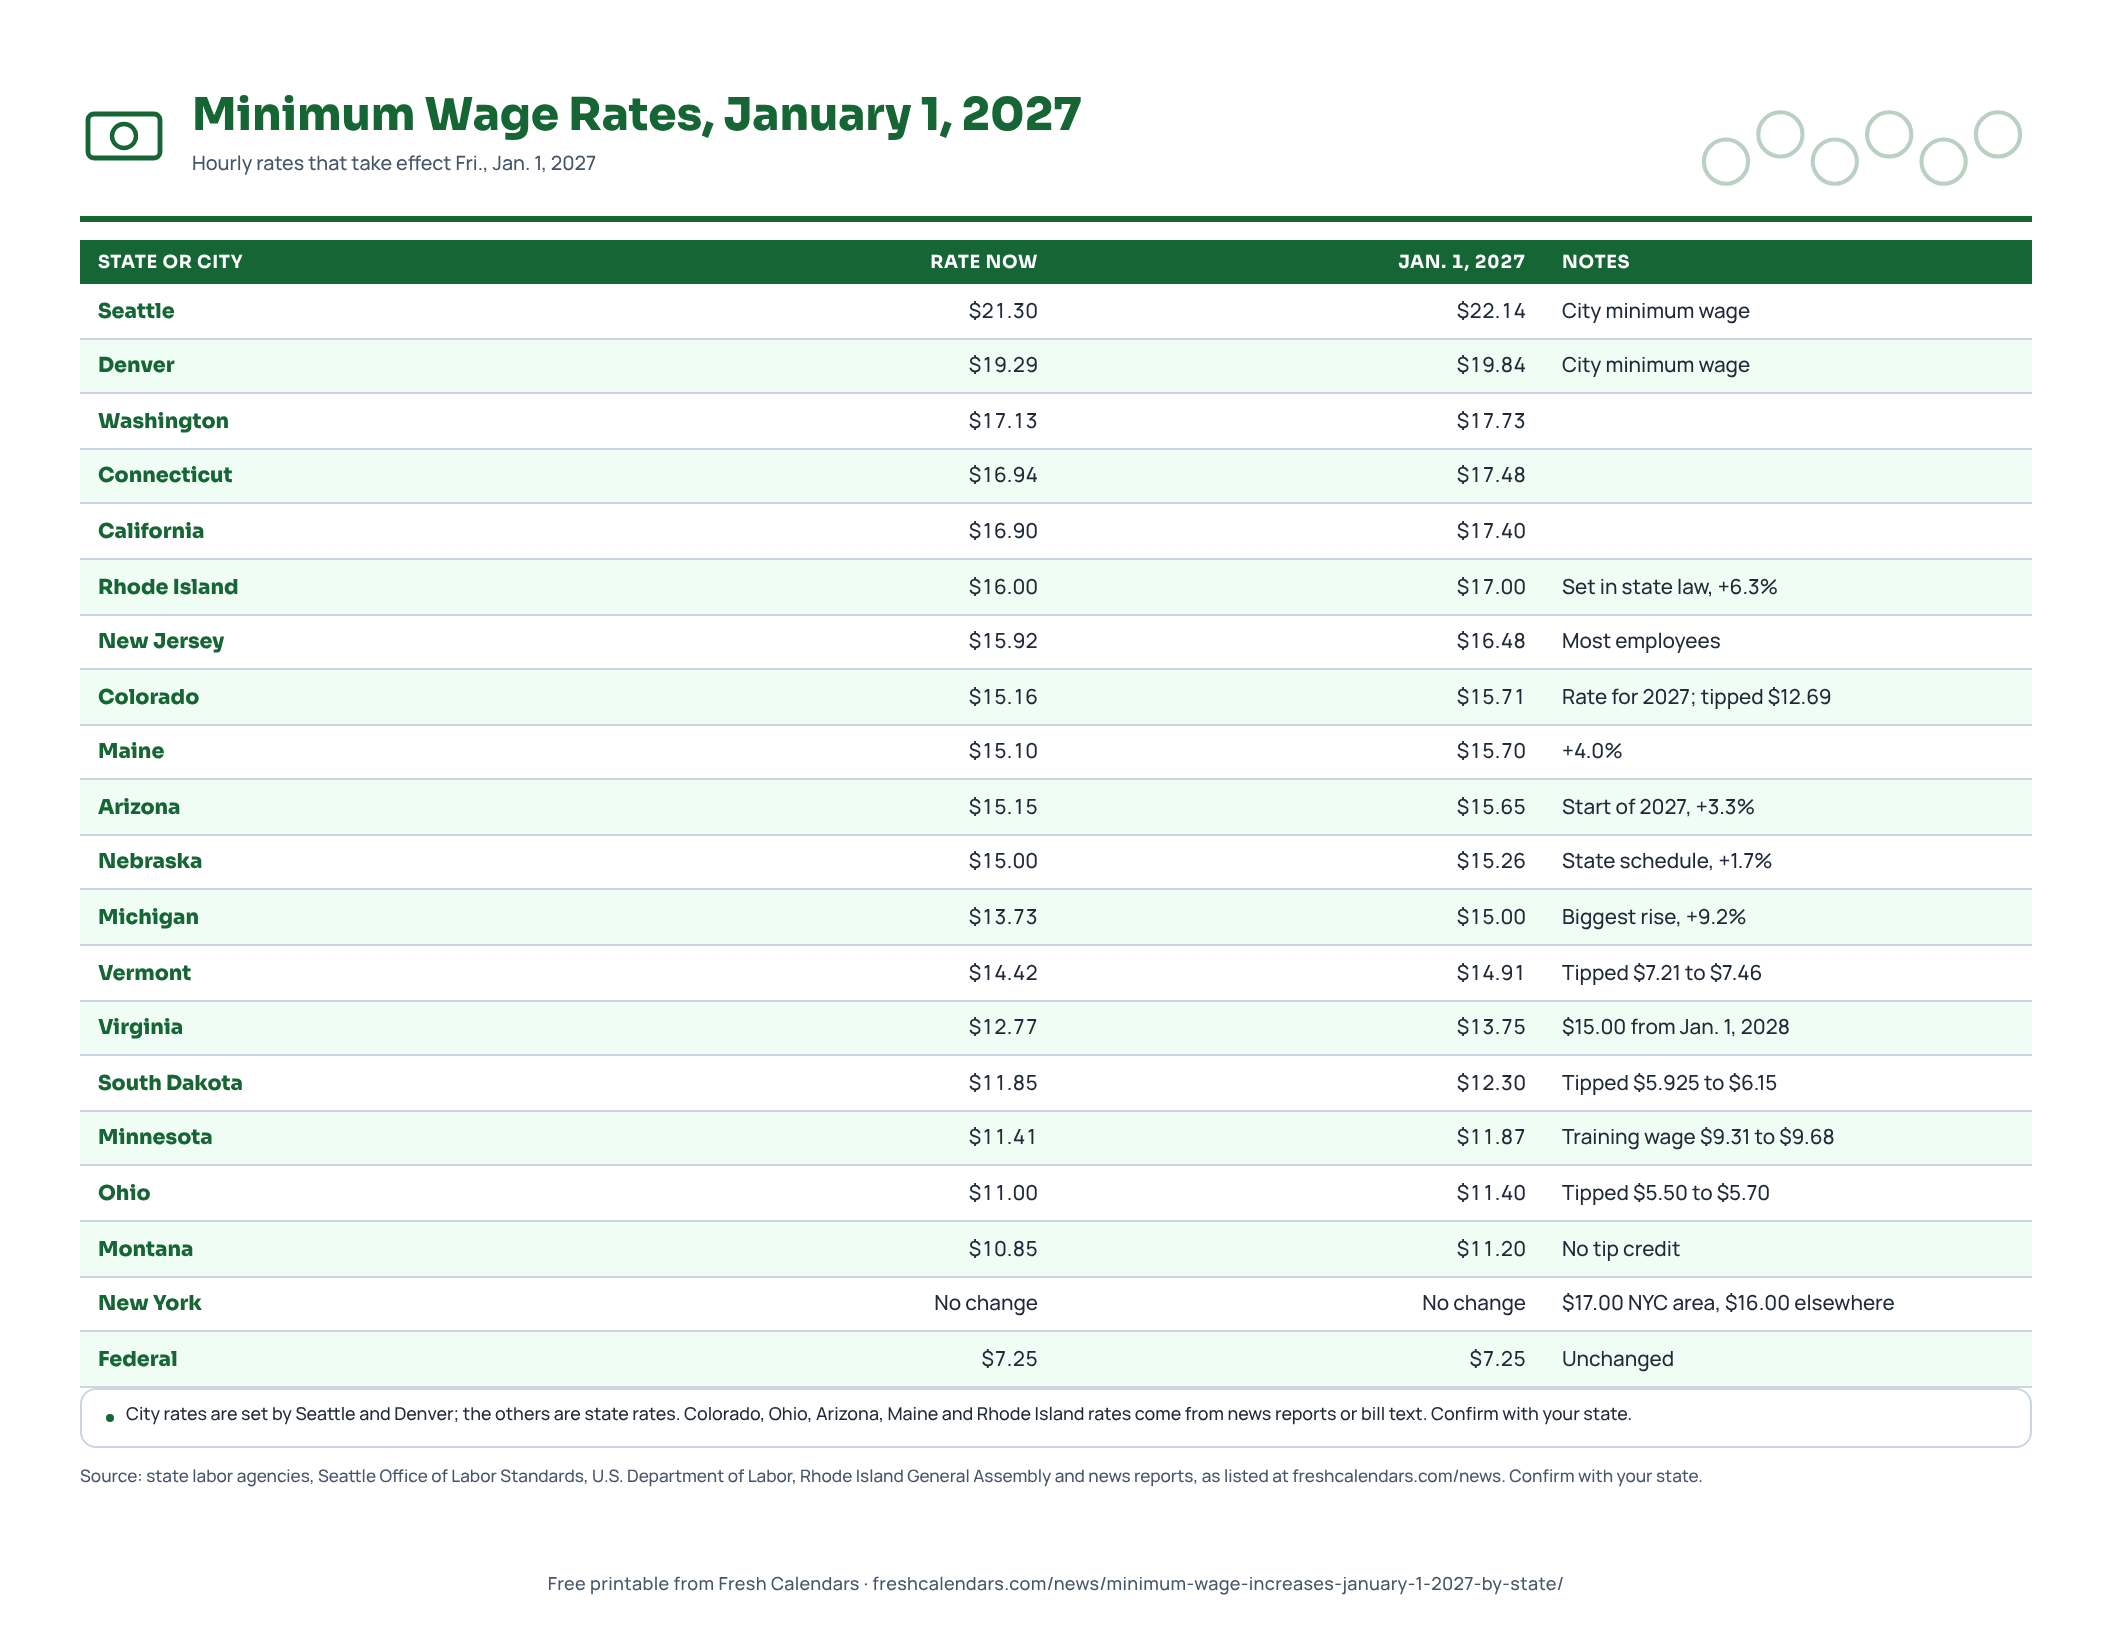 Minimum Wage Rates, January 1, 2027
Hourly rates that take effect Fri., Jan. 1, 2027
STATE OR CITY RATE NOW JAN. 1, 2027 NOTES
Seattle $21.30 $22.14 City minimum wage
Denver $19.29 $19.84 City minimum wage
Washington $17.13 $17.73
Connecticut $16.94 $17.48
California $16.90 $17.40
Rhode Island $16.00 $17.00 Set in state law, +6.3%
New Jersey $15.92 $16.48 Most employees
Colorado $15.16 $15.71 Rate for 2027; tipped $12.69
Maine $15.10 $15.70 +4.0%
Arizona $15.15 $15.65 Start of 2027, +3.3%
Nebraska $15.00 $15.26 State schedule, +1.7%
Michigan $13.73 $15.00 Biggest rise, +9.2%
Vermont $14.42 $14.91 Tipped $7.21 to $7.46
Virginia $12.77 $13.75 $15.00 from Jan. 1, 2028
South Dakota $11.85 $12.30 Tipped $5.925 to $6.15
Minnesota $11.41 $11.87 Training wage $9.31 to $9.68
Ohio $11.00 $11.40 Tipped $5.50 to $5.70
Montana $10.85 $11.20 No tip credit
New York No change No change $17.00 NYC area, $16.00 elsewhere
Federal $7.25 $7.25 Unchanged
• City rates are set by Seattle and Denver; the others are state rates. Colorado, Ohio, Arizona, Maine and Rhode Island rates come from news reports or bill text. Confirm with your state.
Source: state labor agencies, Seattle Office of Labor Standards, U.S. Department of Labor, Rhode Island General Assembly and news reports, as listed at freshcalendars.com/news. Confirm with your state.
Free printable from Fresh Calendars · freshcalendars.com/news/minimum-wage-increases-january-1-2027-by-state/